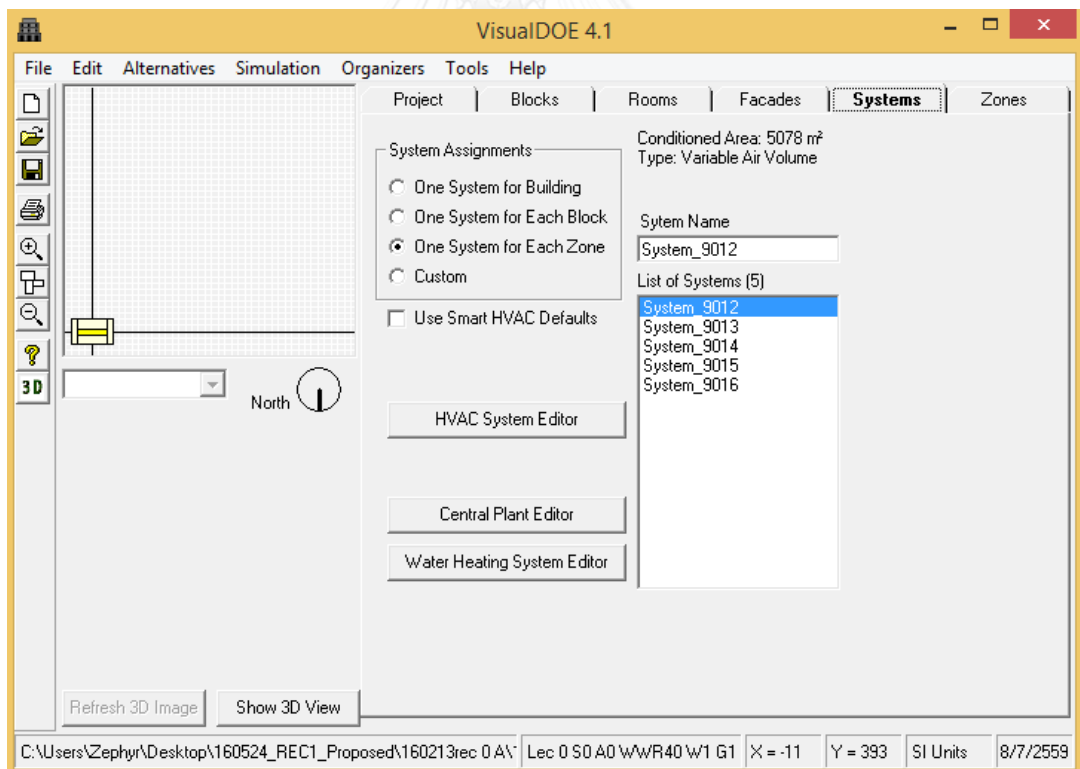 VisualDOE 4.1
File Edit Alternatives Simulation Organizers Tools Help
Project Blocks Rooms Facades Systems Zones
System Assignments
One System for Building
One System for Each Block
One System for Each Zone
Custom
Use Smart HVAC Defaults
HVAC System Editor
Central Plant Editor
Water Heating System Editor
Conditioned Area: 5078 m²
Type: Variable Air Volume
Sytem Name
System_9012
List of Systems (5)
System_9012
System_9013
System_9014
System_9015
System_9016
3D
North
Refresh 3D Image Show 3D View
C:\Users\Zephyr\Desktop\160524_REC1_Proposed\160213rec 0 A\ Lec 0 S0 A0 WWR40 W1 G1 X = -11 Y = 393 SI Units 8/7/2559